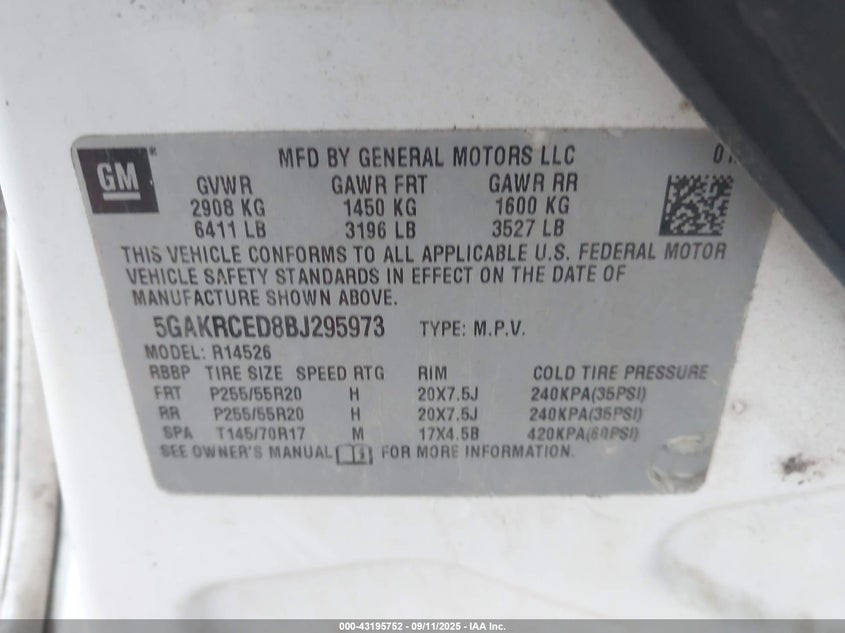 GM
MFD BY GENERAL MOTORS LLC
GVWR GAWR FRT GAWR RR
2908 KG 1450 KG 1600 KG
6411 LB 3196 LB 3527 LB
THIS VEHICLE CONFORMS TO ALL APPLICABLE U.S. FEDERAL MOTOR
VEHICLE SAFETY STANDARDS IN EFFECT ON THE DATE OF
MANUFACTURE SHOWN ABOVE.
5GAKRCED8BJ295973 TYPE: M.P.V.
MODEL: R14526
RBBP TIRE SIZE SPEED RTG RIM COLD TIRE PRESSURE
FRT P255/55R20 H 20X7.5J 240KPA(35PSI)
RR P255/55R20 H 20X7.5J 240KPA(35PSI)
SPA T145/70R17 M 17X4.5B 420KPA(60PSI)
SEE OWNER'S MANUAL FOR MORE INFORMATION.
000-43195752 - 09/11/2025 - IAA Inc.